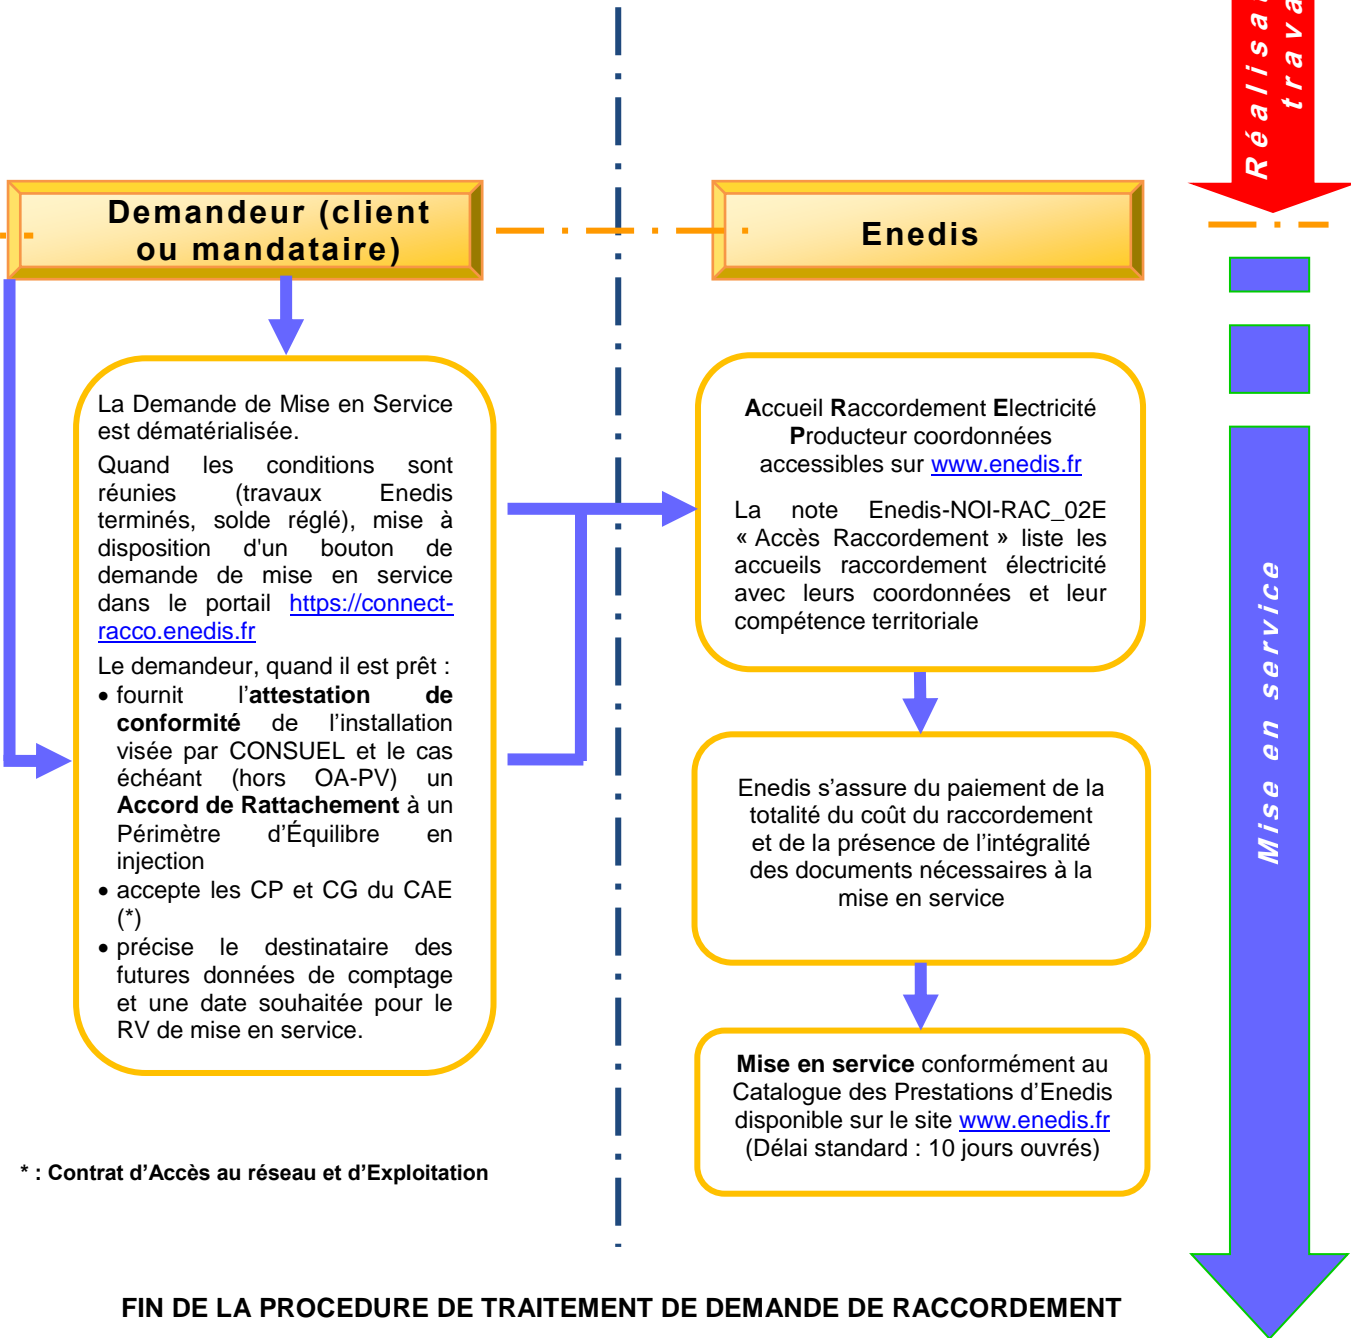 Demandeur (client
ou mandataire)
La Demande de Mise en Service
est dématérialisée.
Quand les conditions sont
réunies (travaux Enedis
terminés, solde réglé), mise à
disposition d'un bouton de
demande de mise en service
dans le portail https://connect-
racco.enedis.fr
Le demandeur, quand il est prêt :
• fournit l’attestation de
conformité de l’installation
visée par CONSUEL et le cas
échéant (hors OA-PV) un
Accord de Rattachement à un
Périmètre d’Équilibre en
injection
• accepte les CP et CG du CAE
(*)
• précise le destinataire des
futures données de comptage
et une date souhaitée pour le
RV de mise en service.
* : Contrat d’Accès au réseau et d’Exploitation
Enedis
Accueil Raccordement Electricité
Producteur coordonnées
accessibles sur www.enedis.fr
La note Enedis-NOI-RAC_02E
« Accès Raccordement » liste les
accueils raccordement électricité
avec leurs coordonnées et leur
compétence territoriale
Enedis s’assure du paiement de la
totalité du coût du raccordement
et de la présence de l’intégralité
des documents nécessaires à la
mise en service
Mise en service conformément au
Catalogue des Prestations d’Enedis
disponible sur le site www.enedis.fr
(Délai standard : 10 jours ouvrés)
Réalisat
trava
Mise en service
FIN DE LA PROCEDURE DE TRAITEMENT DE DEMANDE DE RACCORDEMENT